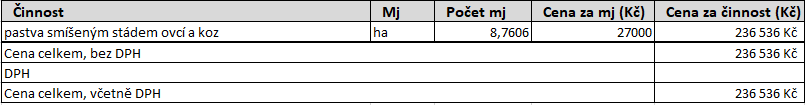 Činnost Mj Počet mj Cena za mj (Kč) Cena za činnost (Kč)
pastva smíšeným stádem ovcí a koz ha 8,7606 27000 236 536 Kč
Cena celkem, bez DPH 236 536 Kč
DPH
Cena celkem, včetně DPH 236 536 Kč